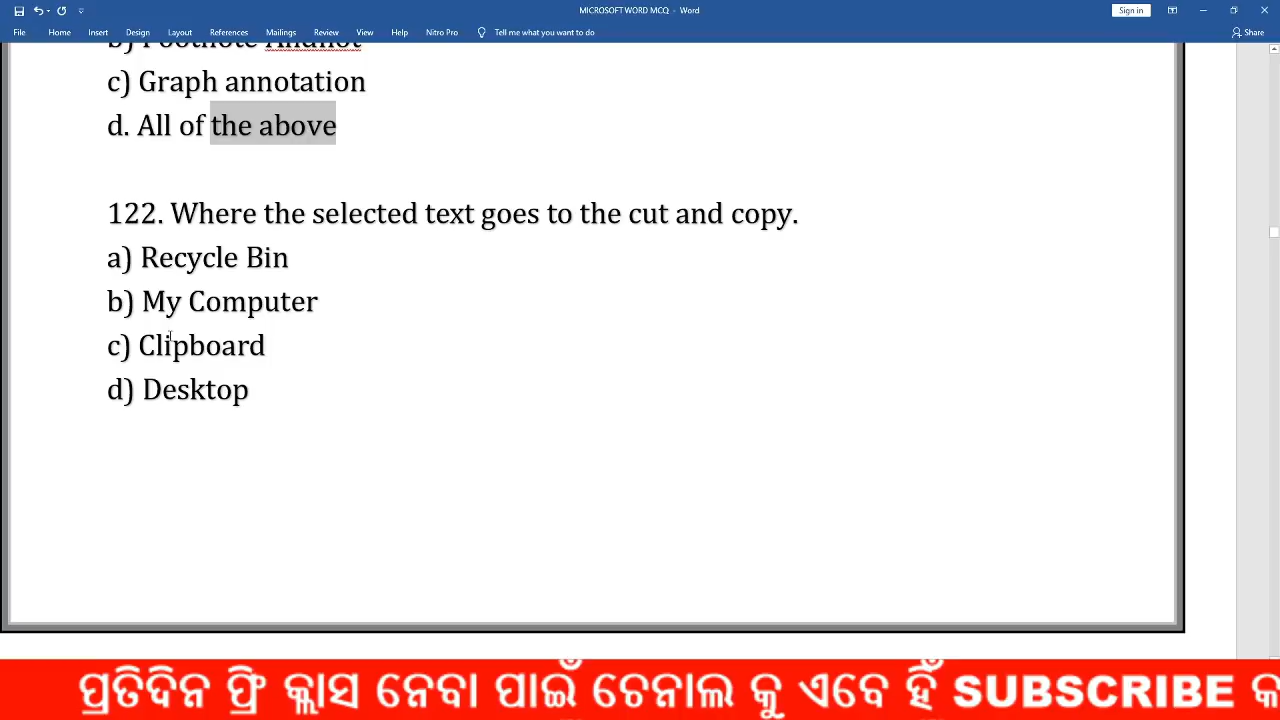 MICROSOFT WORD MCQ - Word
Sign in
File Home Insert Design Layout References Mailings Review View Help Nitro Pro Tell me what you want to do Share
b) Footnote
c) Graph annotation
d. All of the above
122. Where the selected text goes to the cut and copy.
a) Recycle Bin
b) My Computer
c) Clipboard
d) Desktop
ପ୍ରତିଦିନ ଫ୍ରି କ୍ଲାସ ନେବା ପାଇଁ ଚେନାଲ କୁ ଏବେ ହିଁ SUBSCRIBE କ